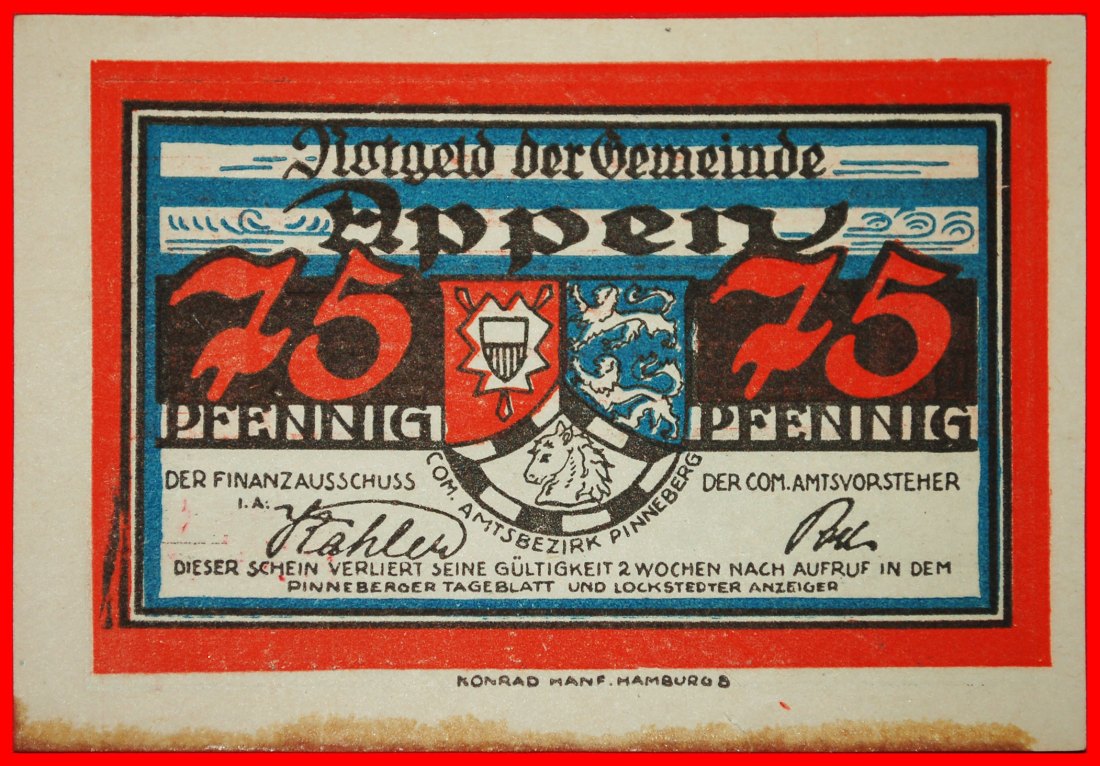 Notgeld der Gemeinde
Appen
75
75
PFENNIG
PFENNIG
COM. AMTSBEZIRK PINNEBERG
DER FINANZAUSSCHUSS
I.A.:
DER COM. AMTSVORSTEHER
DIESER SCHEIN VERLIERT SEINE GÜLTIGKEIT 2 WOCHEN NACH AUFRUF IN DEM
PINNEBERGER TAGEBLATT UND LOCKSTEDTER ANZEIGER
KONRAD HANF. HAMBURG 8